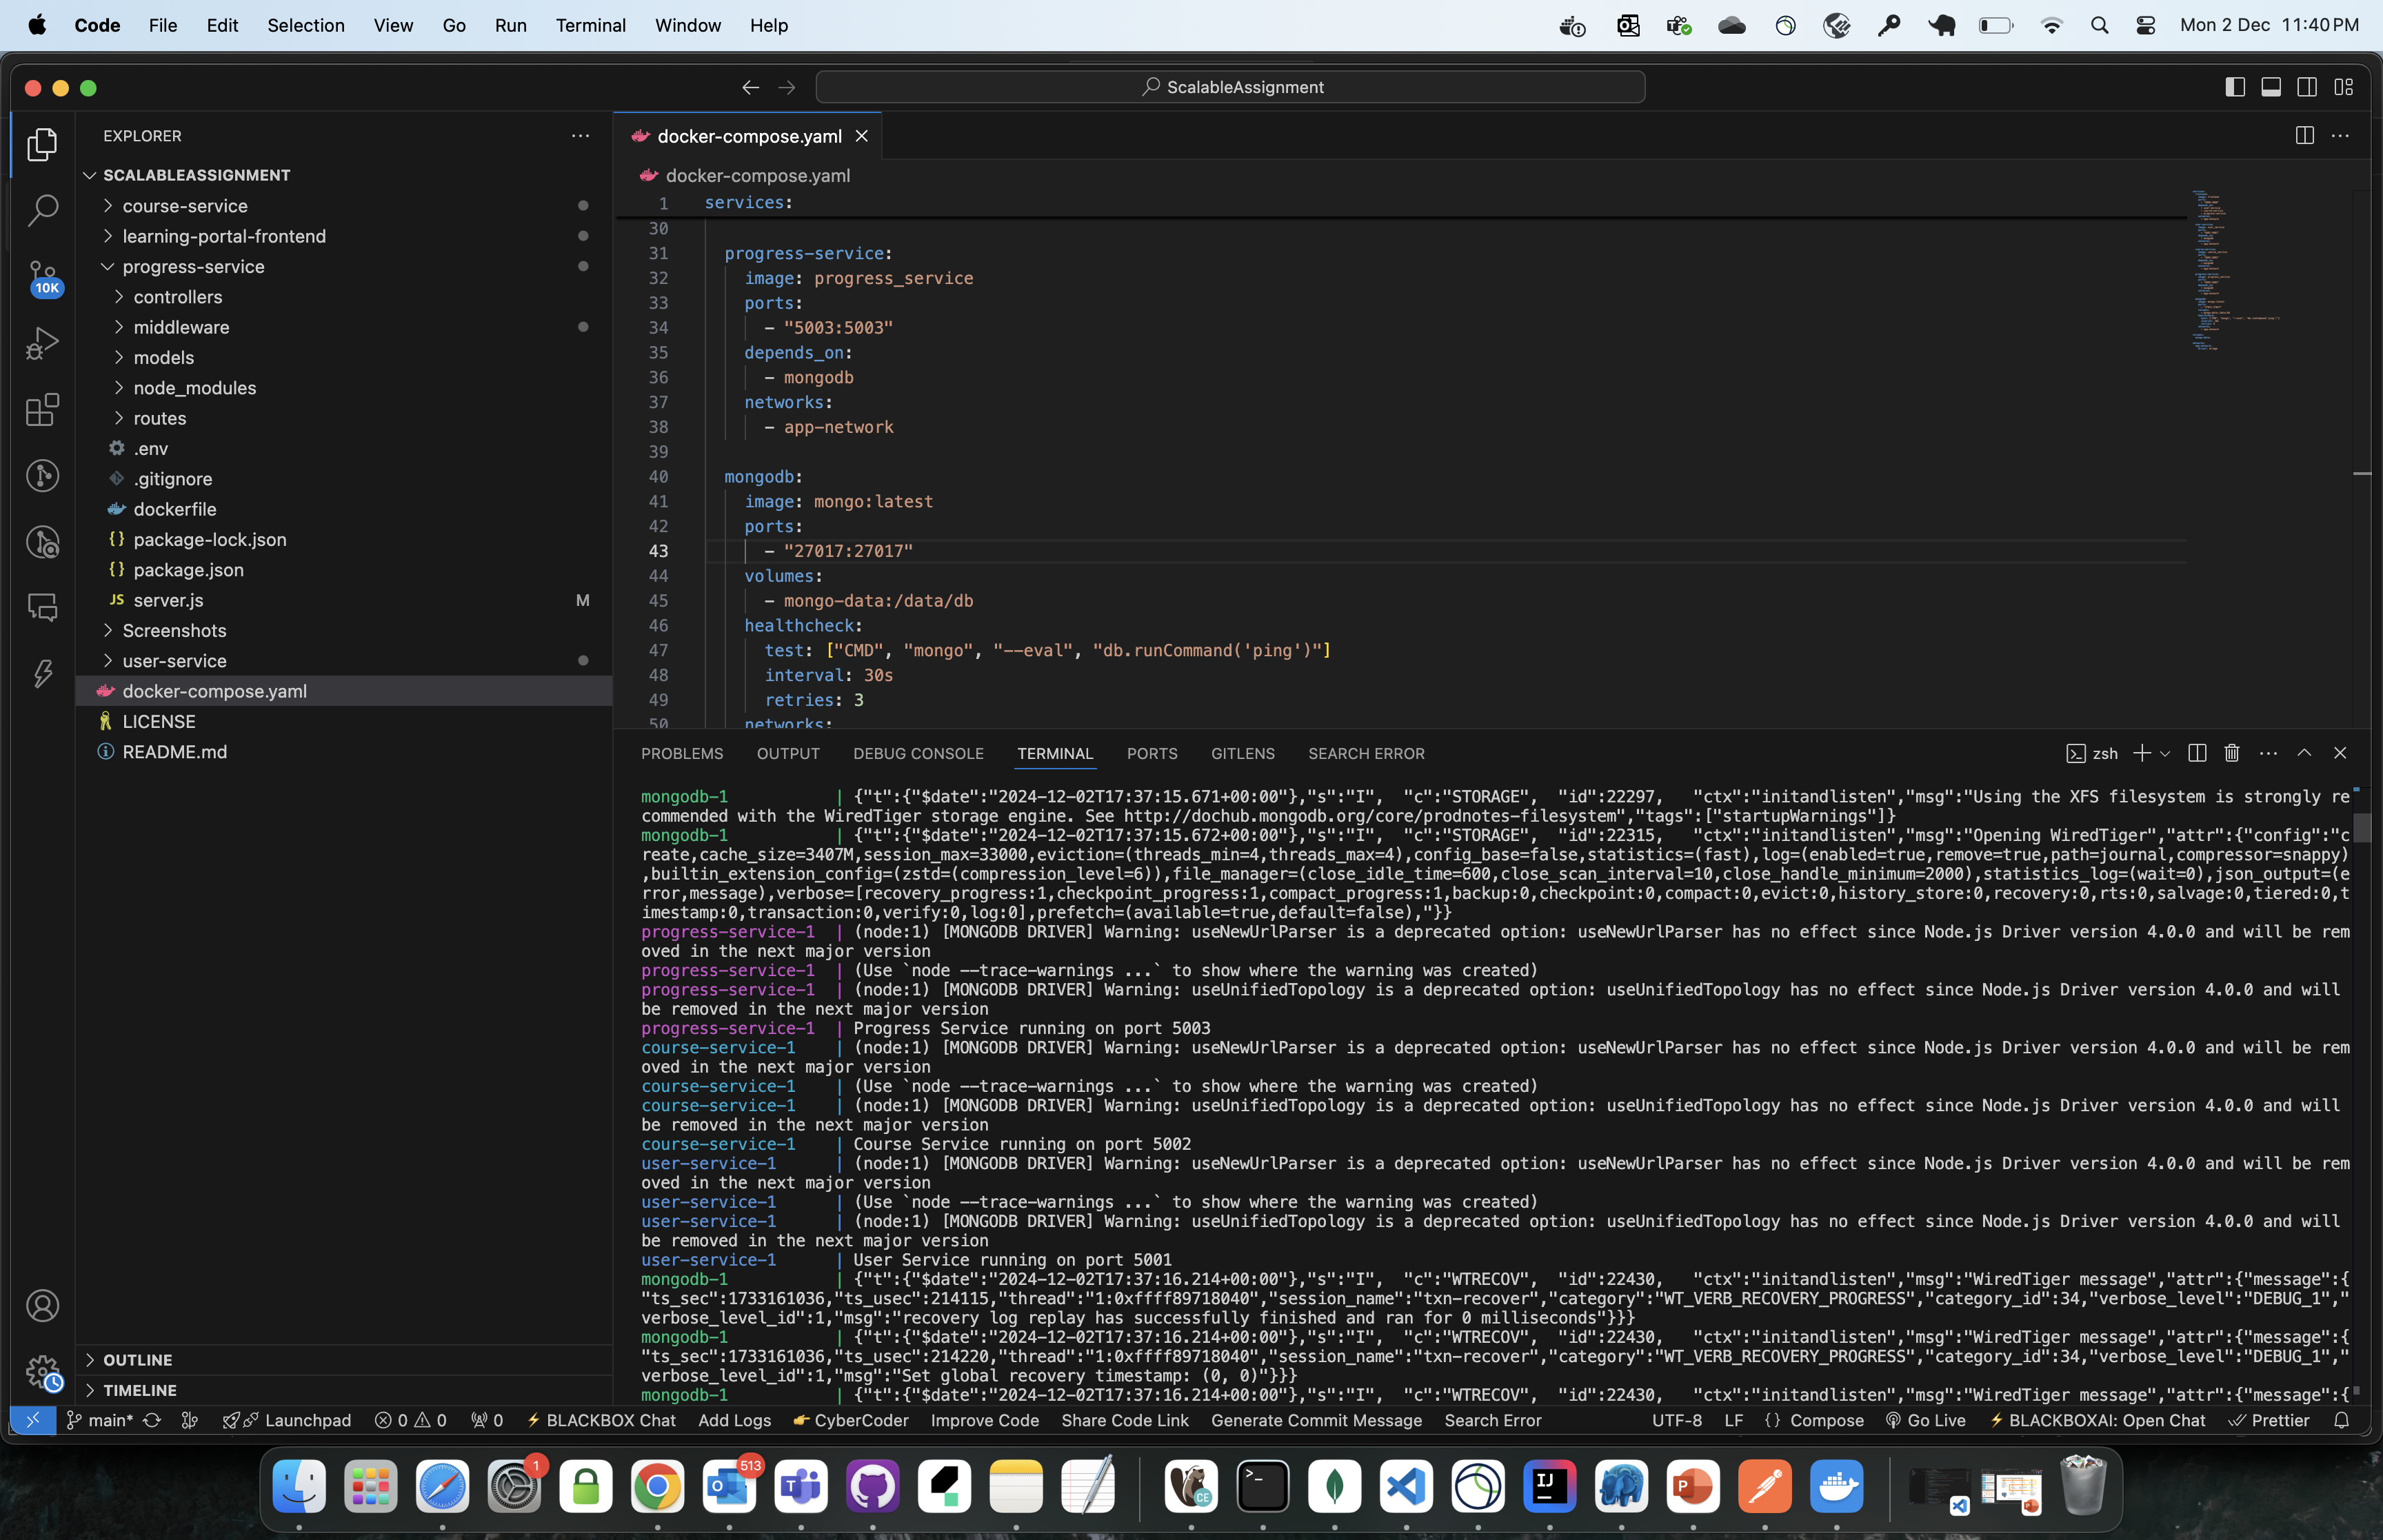 Code File Edit Selection View Go Run Terminal Window Help
Mon 2 Dec 11:40 PM
ScalableAssignment
EXPLORER
SCALABLEASSIGNMENT
course-service
learning-portal-frontend
progress-service
controllers
10K
middleware
models
node_modules
routes
.env
.gitignore
dockerfile
package-lock.json
package.json
JS server.js M
Screenshots
user-service
docker-compose.yaml
LICENSE
README.md
OUTLINE
TIMELINE
docker-compose.yaml
docker-compose.yaml
1 services:
30
31 progress-service:
32 image: progress_service
33 ports:
34 - "5003:5003"
35 depends_on:
36 - mongodb
37 networks:
38 - app-network
39
40 mongodb:
41 image: mongo:latest
42 ports:
43 - "27017:27017"
44 volumes:
45 - mongo-data:/data/db
46 healthcheck:
47 test: ["CMD", "mongo", "--eval", "db.runCommand('ping')"]
48 interval: 30s
49 retries: 3
50 networks:
PROBLEMS OUTPUT DEBUG CONSOLE TERMINAL PORTS GITLENS SEARCH ERROR
zsh
mongodb-1 | {"t":{"$date":"2024-12-02T17:37:15.671+00:00"},"s":"I", "c":"STORAGE", "id":22297, "ctx":"initandlisten","msg":"Using the XFS filesystem is strongly re
commended with the WiredTiger storage engine. See http://dochub.mongodb.org/core/prodnotes-filesystem","tags":["startupWarnings"]}
mongodb-1 | {"t":{"$date":"2024-12-02T17:37:15.672+00:00"},"s":"I", "c":"STORAGE", "id":22315, "ctx":"initandlisten","msg":"Opening WiredTiger","attr":{"config":"c
reate,cache_size=3407M,session_max=33000,eviction=(threads_min=4,threads_max=4),config_base=false,statistics=(fast),log=(enabled=true,remove=true,path=journal,compressor=snappy)
,builtin_extension_config=(zstd=(compression_level=6)),file_manager=(close_idle_time=600,close_scan_interval=10,close_handle_minimum=2000),statistics_log=(wait=0),json_output=(e
rror,message),verbose=[recovery_progress:1,checkpoint_progress:1,compact_progress:1,backup:0,checkpoint:0,compact:0,evict:0,history_store:0,recovery:0,rts:0,salvage:0,tiered:0,t
imestamp:0,transaction:0,verify:0,log:0],prefetch=(available=true,default=false),"}}
progress-service-1 | (node:1) [MONGODB DRIVER] Warning: useNewUrlParser is a deprecated option: useNewUrlParser has no effect since Node.js Driver version 4.0.0 and will be rem
oved in the next major version
progress-service-1 | (Use `node --trace-warnings ...` to show where the warning was created)
progress-service-1 | (node:1) [MONGODB DRIVER] Warning: useUnifiedTopology is a deprecated option: useUnifiedTopology has no effect since Node.js Driver version 4.0.0 and will
be removed in the next major version
progress-service-1 | Progress Service running on port 5003
course-service-1 | (node:1) [MONGODB DRIVER] Warning: useNewUrlParser is a deprecated option: useNewUrlParser has no effect since Node.js Driver version 4.0.0 and will be rem
oved in the next major version
course-service-1 | (Use `node --trace-warnings ...` to show where the warning was created)
course-service-1 | (node:1) [MONGODB DRIVER] Warning: useUnifiedTopology is a deprecated option: useUnifiedTopology has no effect since Node.js Driver version 4.0.0 and will
be removed in the next major version
course-service-1 | Course Service running on port 5002
user-service-1 | (node:1) [MONGODB DRIVER] Warning: useNewUrlParser is a deprecated option: useNewUrlParser has no effect since Node.js Driver version 4.0.0 and will be rem
oved in the next major version
user-service-1 | (Use `node --trace-warnings ...` to show where the warning was created)
user-service-1 | (node:1) [MONGODB DRIVER] Warning: useUnifiedTopology is a deprecated option: useUnifiedTopology has no effect since Node.js Driver version 4.0.0 and will
be removed in the next major version
user-service-1 | User Service running on port 5001
mongodb-1 | {"t":{"$date":"2024-12-02T17:37:16.214+00:00"},"s":"I", "c":"WTRECOV", "id":22430, "ctx":"initandlisten","msg":"WiredTiger message","attr":{"message":{
"ts_sec":1733161036,"ts_usec":214115,"thread":"1:0xffff89718040","session_name":"txn-recover","category":"WT_VERB_RECOVERY_PROGRESS","category_id":34,"verbose_level":"DEBUG_1","
verbose_level_id":1,"msg":"recovery log replay has successfully finished and ran for 0 milliseconds"}}}
mongodb-1 | {"t":{"$date":"2024-12-02T17:37:16.214+00:00"},"s":"I", "c":"WTRECOV", "id":22430, "ctx":"initandlisten","msg":"WiredTiger message","attr":{"message":{
"ts_sec":1733161036,"ts_usec":214220,"thread":"1:0xffff89718040","session_name":"txn-recover","category":"WT_VERB_RECOVERY_PROGRESS","category_id":34,"verbose_level":"DEBUG_1","
verbose_level_id":1,"msg":"Set global recovery timestamp: (0, 0)"}}}
mongodb-1 | {"t":{"$date":"2024-12-02T17:37:16.214+00:00"},"s":"I", "c":"WTRECOV", "id":22430, "ctx":"initandlisten","msg":"WiredTiger message","attr":{"message":{
main* Launchpad 0 0 0 BLACKBOX Chat Add Logs CyberCoder Improve Code Share Code Link Generate Commit Message Search Error UTF-8 LF {} Compose Go Live BLACKBOXAI: Open Chat Prettier
1 513
CE
IJ